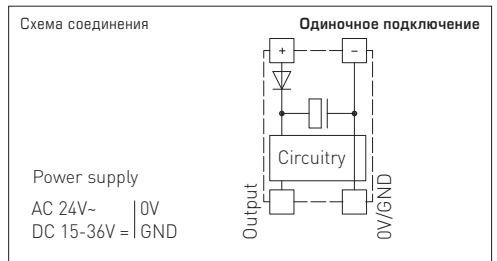 Схема соединения
Одиночное подключение
+ −
Circuitry
Power supply
AC 24V~ | 0V
DC 15-36V = | GND
Output
0V/GND